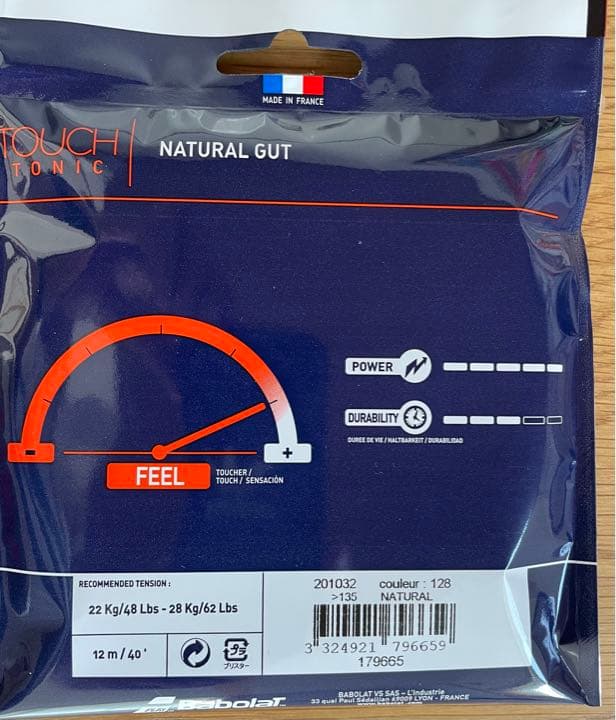 MADE IN FRANCE
TOUCH
TONIC
NATURAL GUT
POWER
DURABILITY
DUREE DE VIE / HALTBARKEIT / DURABILIDAD
-
+
FEEL
TOUCHER /
TOUCH / SENSACIÓN
RECOMMENDED TENSION :
22 Kg/48 Lbs - 28 Kg/62 Lbs
12 m / 40'
プリスター
201032 couleur : 128
>135 NATURAL
3 324921 796659
179665
Babolat
BABOLAT VS SAS – L'industrie
33 quai Paul Sédallian 69009 LYON - FRANCE